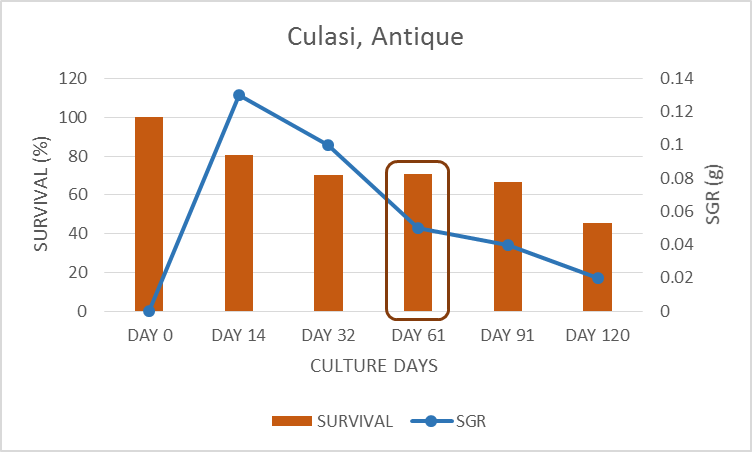 Culasi, Antique
SURVIVAL (%)
120
100
80
60
40
20
0
0.14
0.12
0.1
0.08
0.06
0.04
0.02
0
SGR (g)
DAY 0 DAY 14 DAY 32 DAY 61 DAY 91 DAY 120
CULTURE DAYS
SURVIVAL SGR